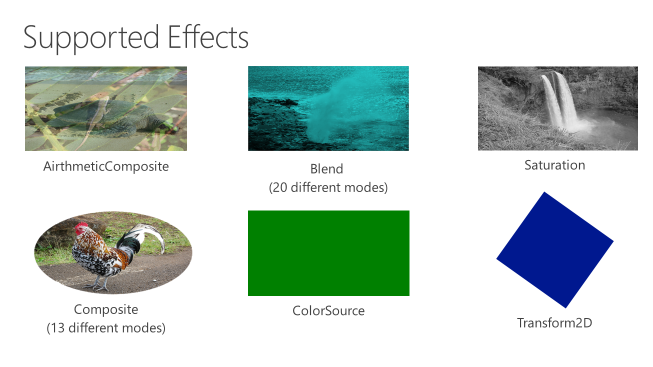 Supported Effects
AirthmeticComposite
Blend
(20 different modes)
Saturation
Composite
(13 different modes)
ColorSource
Transform2D